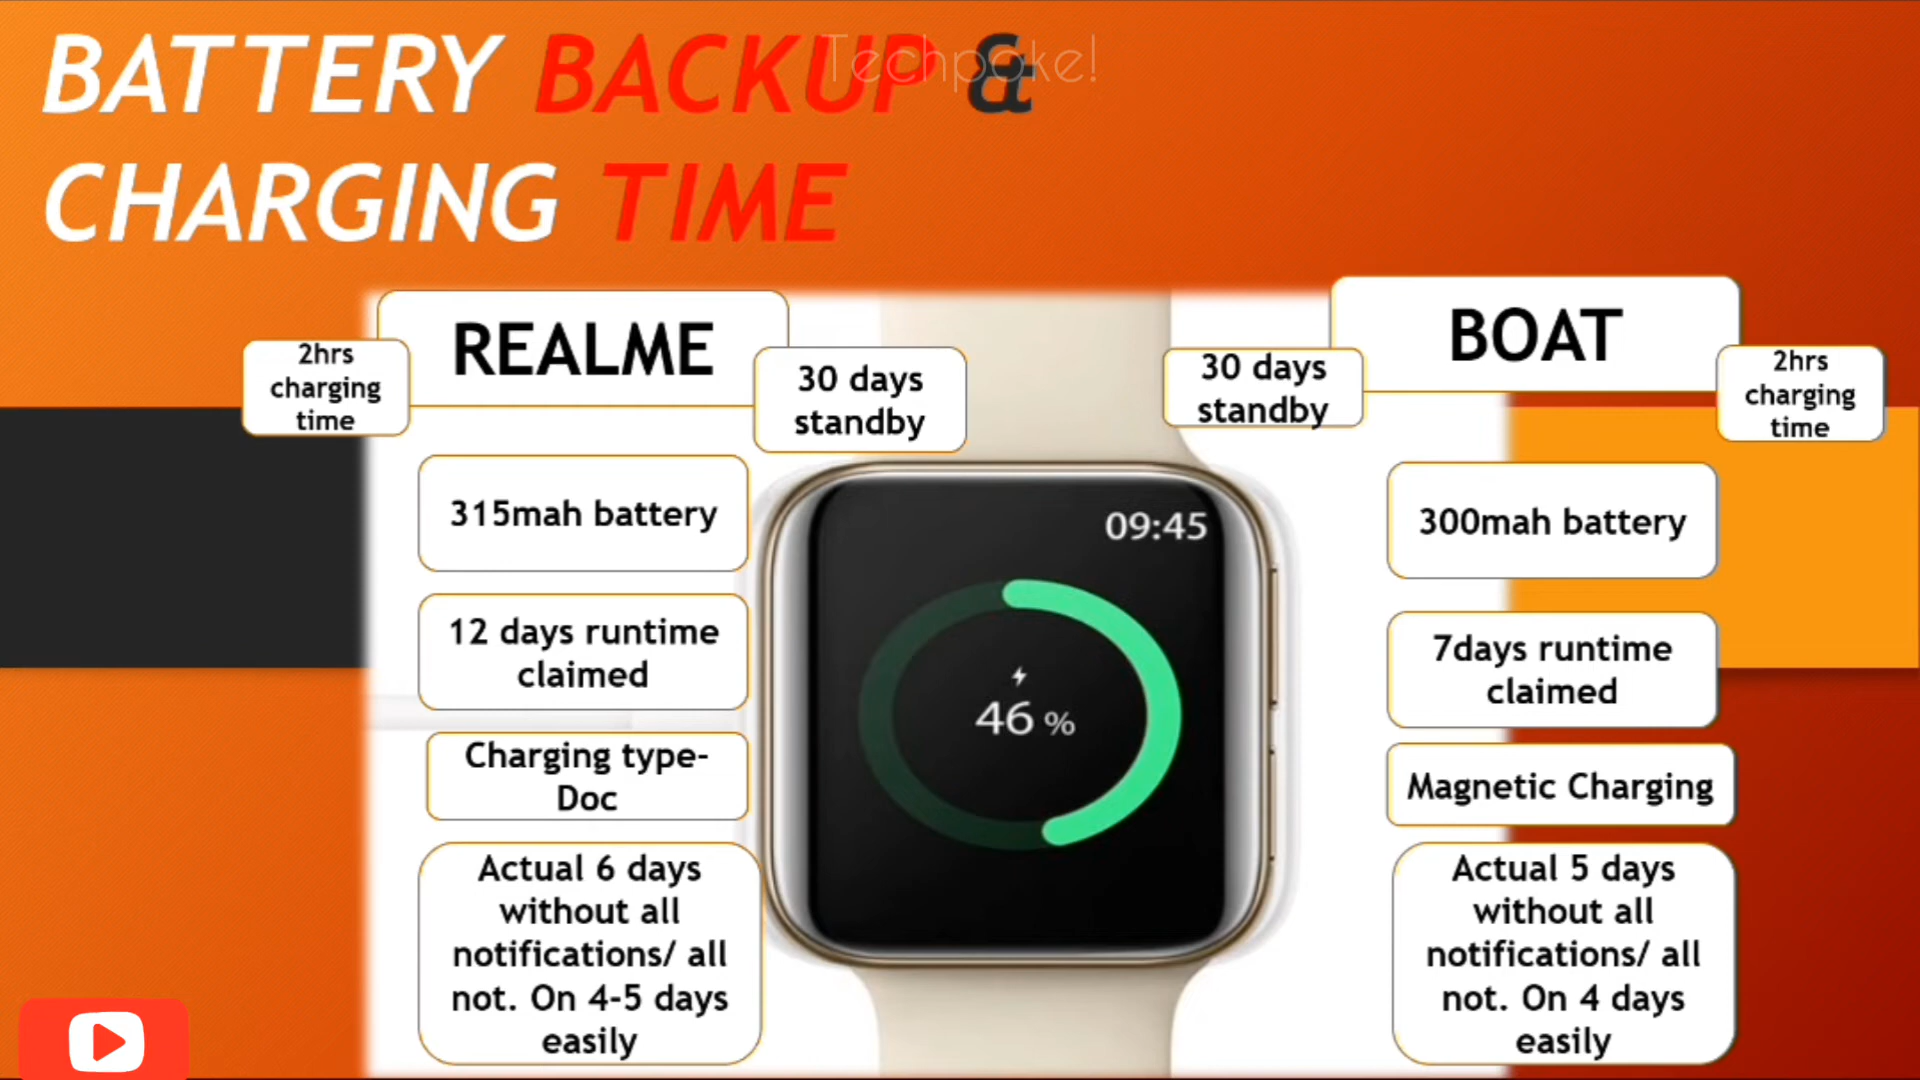 BATTERY BACKUP &
CHARGING TIME
Techpoke!
REALME
2hrs
charging
time
30 days
standby
315mah battery
12 days runtime
claimed
Charging type-
Doc
Actual 6 days
without all
notifications/ all
not. On 4-5 days
easily
09:45
46 %
BOAT
30 days
standby
2hrs
charging
time
300mah battery
7days runtime
claimed
Magnetic Charging
Actual 5 days
without all
notifications/ all
not. On 4 days
easily